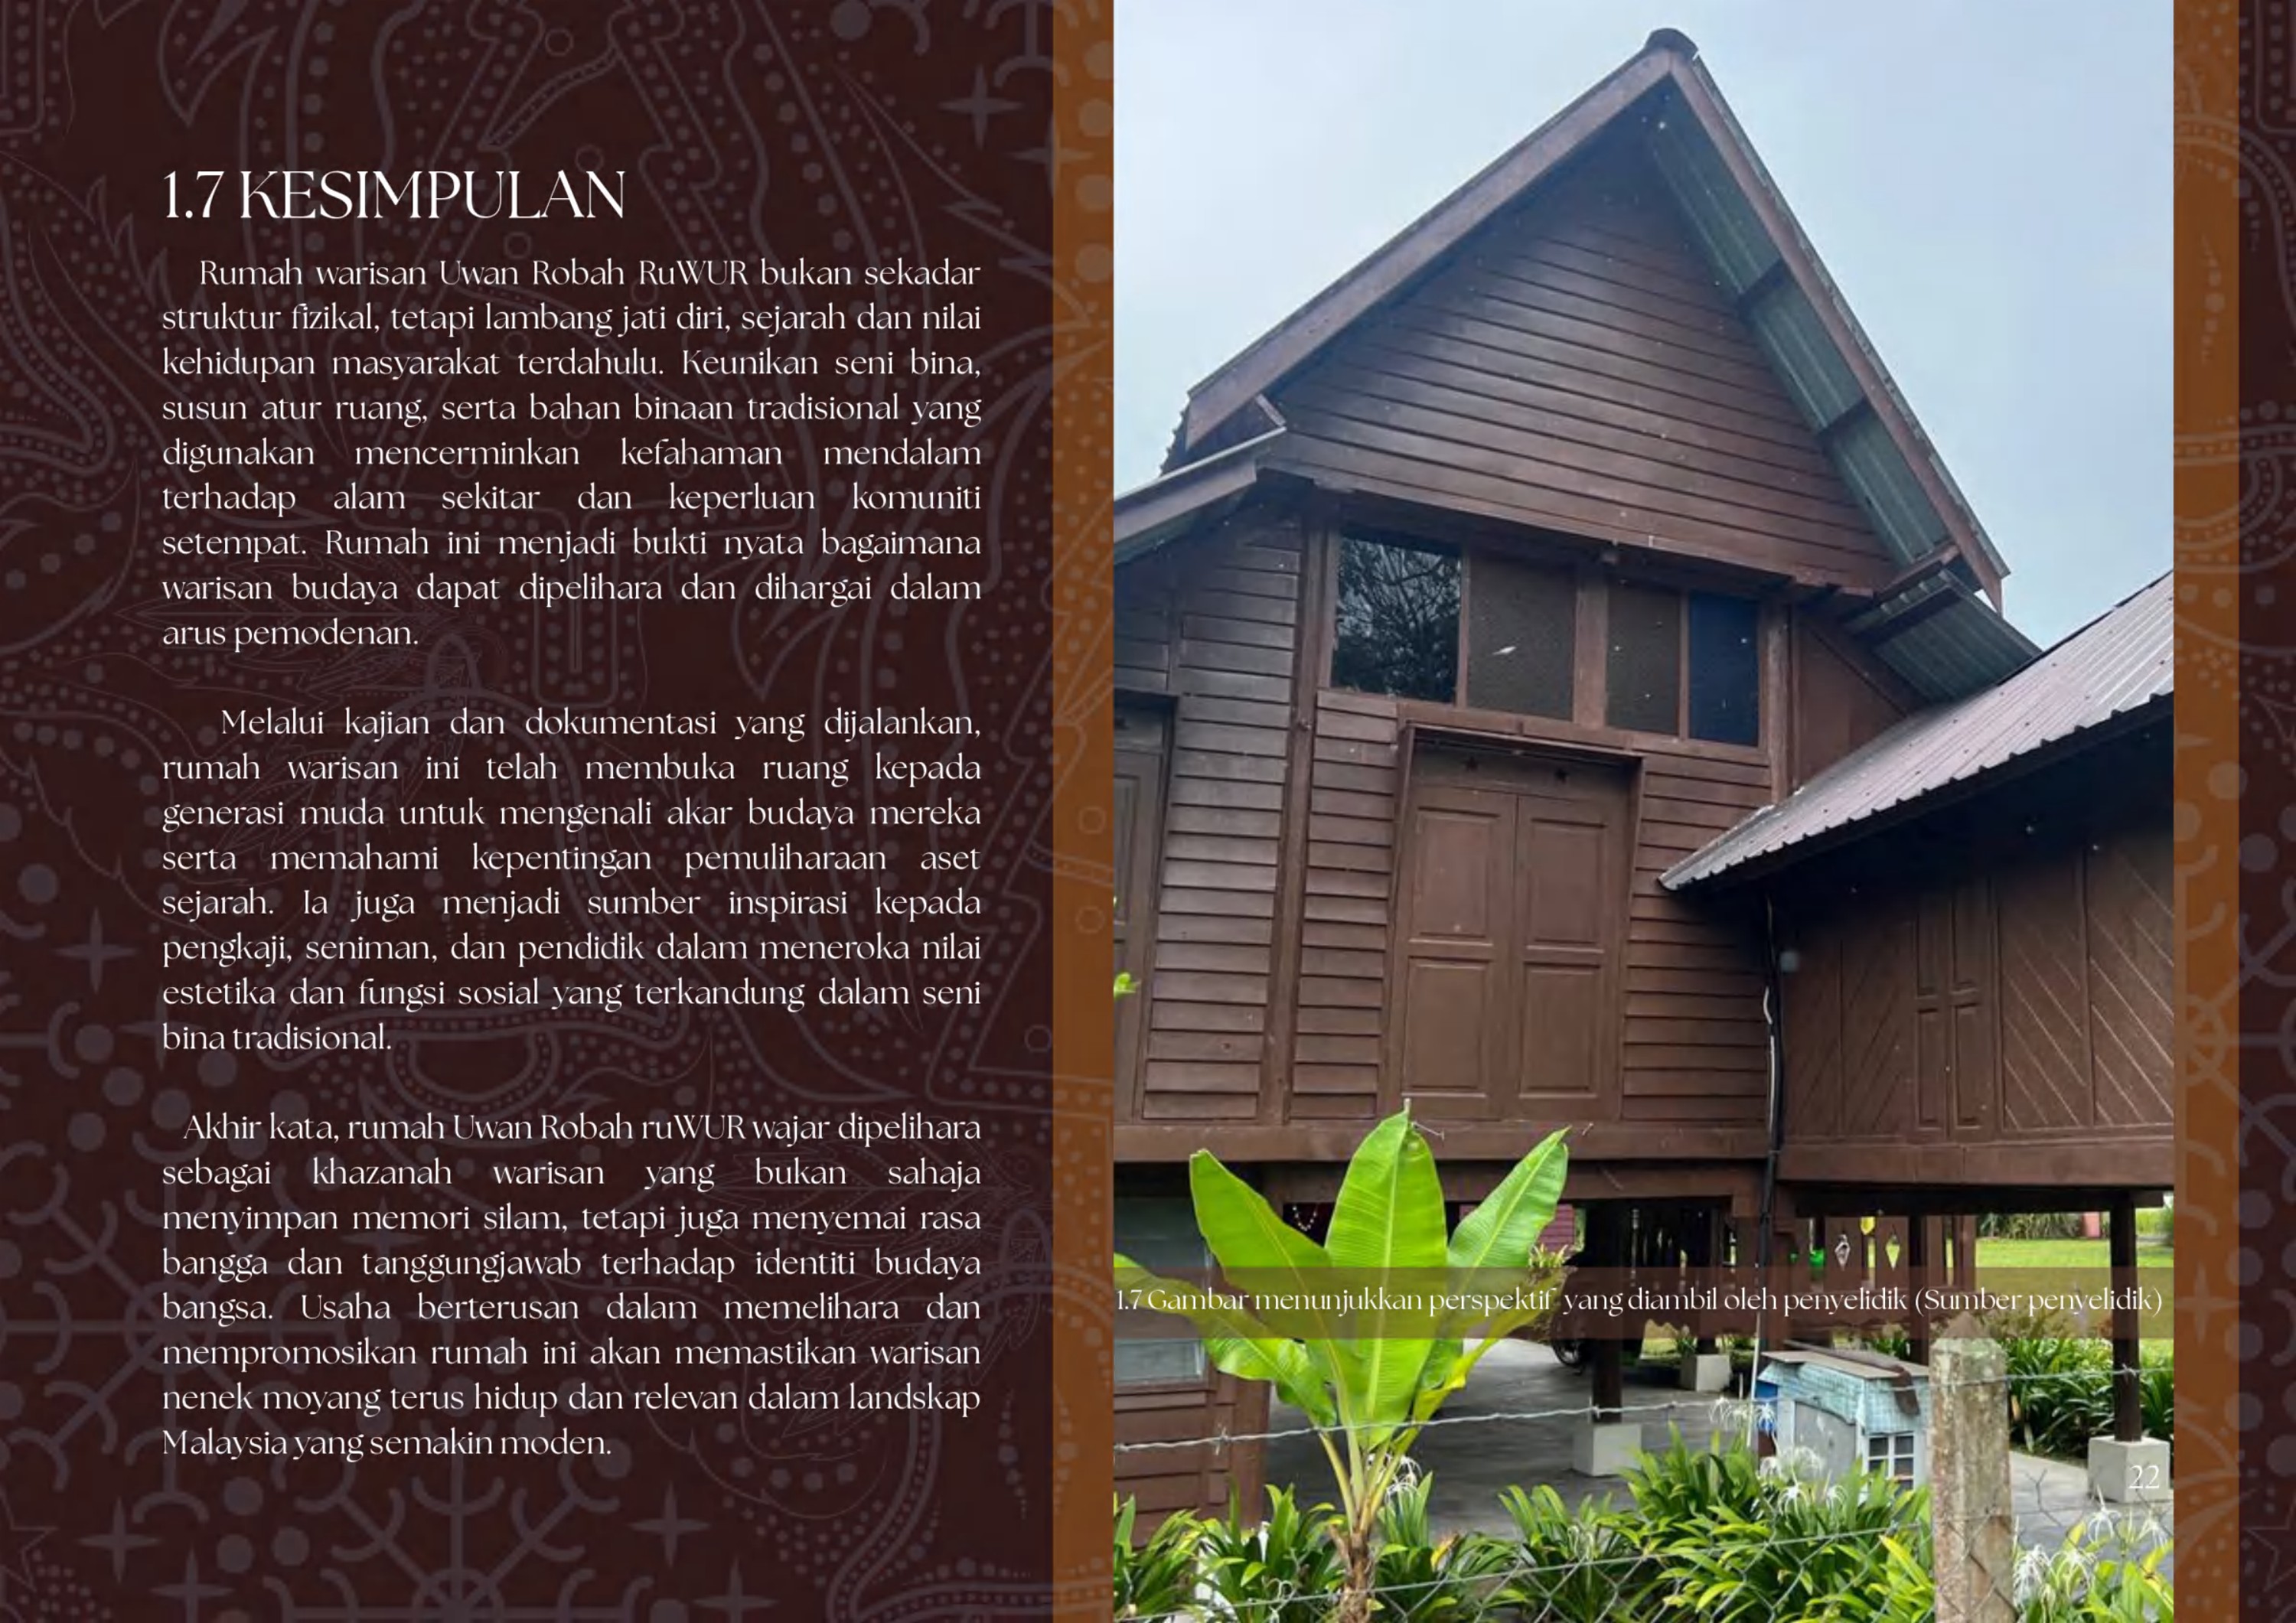 1.7 KESIMPULAN
Rumah warisan Uwan Robah RuWUR bukan sekadar
struktur fizikal, tetapi lambang jati diri, sejarah dan nilai
kehidupan masyarakat terdahulu. Keunikan seni bina,
susun atur ruang, serta bahan binaan tradisional yang
digunakan mencerminkan kefahaman mendalam
terhadap alam sekitar dan keperluan komuniti
setempat. Rumah ini menjadi bukti nyata bagaimana
warisan budaya dapat dipelihara dan dihargai dalam
arus pemodenan.
Melalui kajian dan dokumentasi yang dijalankan,
rumah warisan ini telah membuka ruang kepada
generasi muda untuk mengenali akar budaya mereka
serta memahami kepentingan pemuliharaan aset
sejarah. Ia juga menjadi sumber inspirasi kepada
pengkaji, seniman, dan pendidik dalam meneroka nilai
estetika dan fungsi sosial yang terkandung dalam seni
bina tradisional.
Akhir kata, rumah Uwan Robah ruWUR wajar dipelihara
sebagai khazanah warisan yang bukan sahaja
menyimpan memori silam, tetapi juga menyemai rasa
bangga dan tanggungjawab terhadap identiti budaya
bangsa. Usaha berterusan dalam memelihara dan
mempromosikan rumah ini akan memastikan warisan
nenek moyang terus hidup dan relevan dalam landskap
Malaysia yang semakin moden.
1.7 Gambar menunjukkan perspektif yang diambil oleh penyelidik (Sumber penyelidik)
22